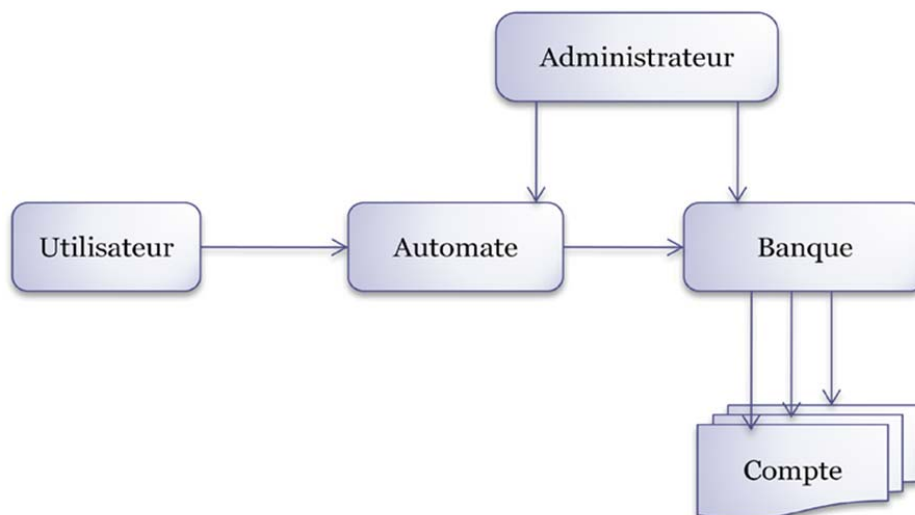 Administrateur
Utilisateur
Automate
Banque
Compte